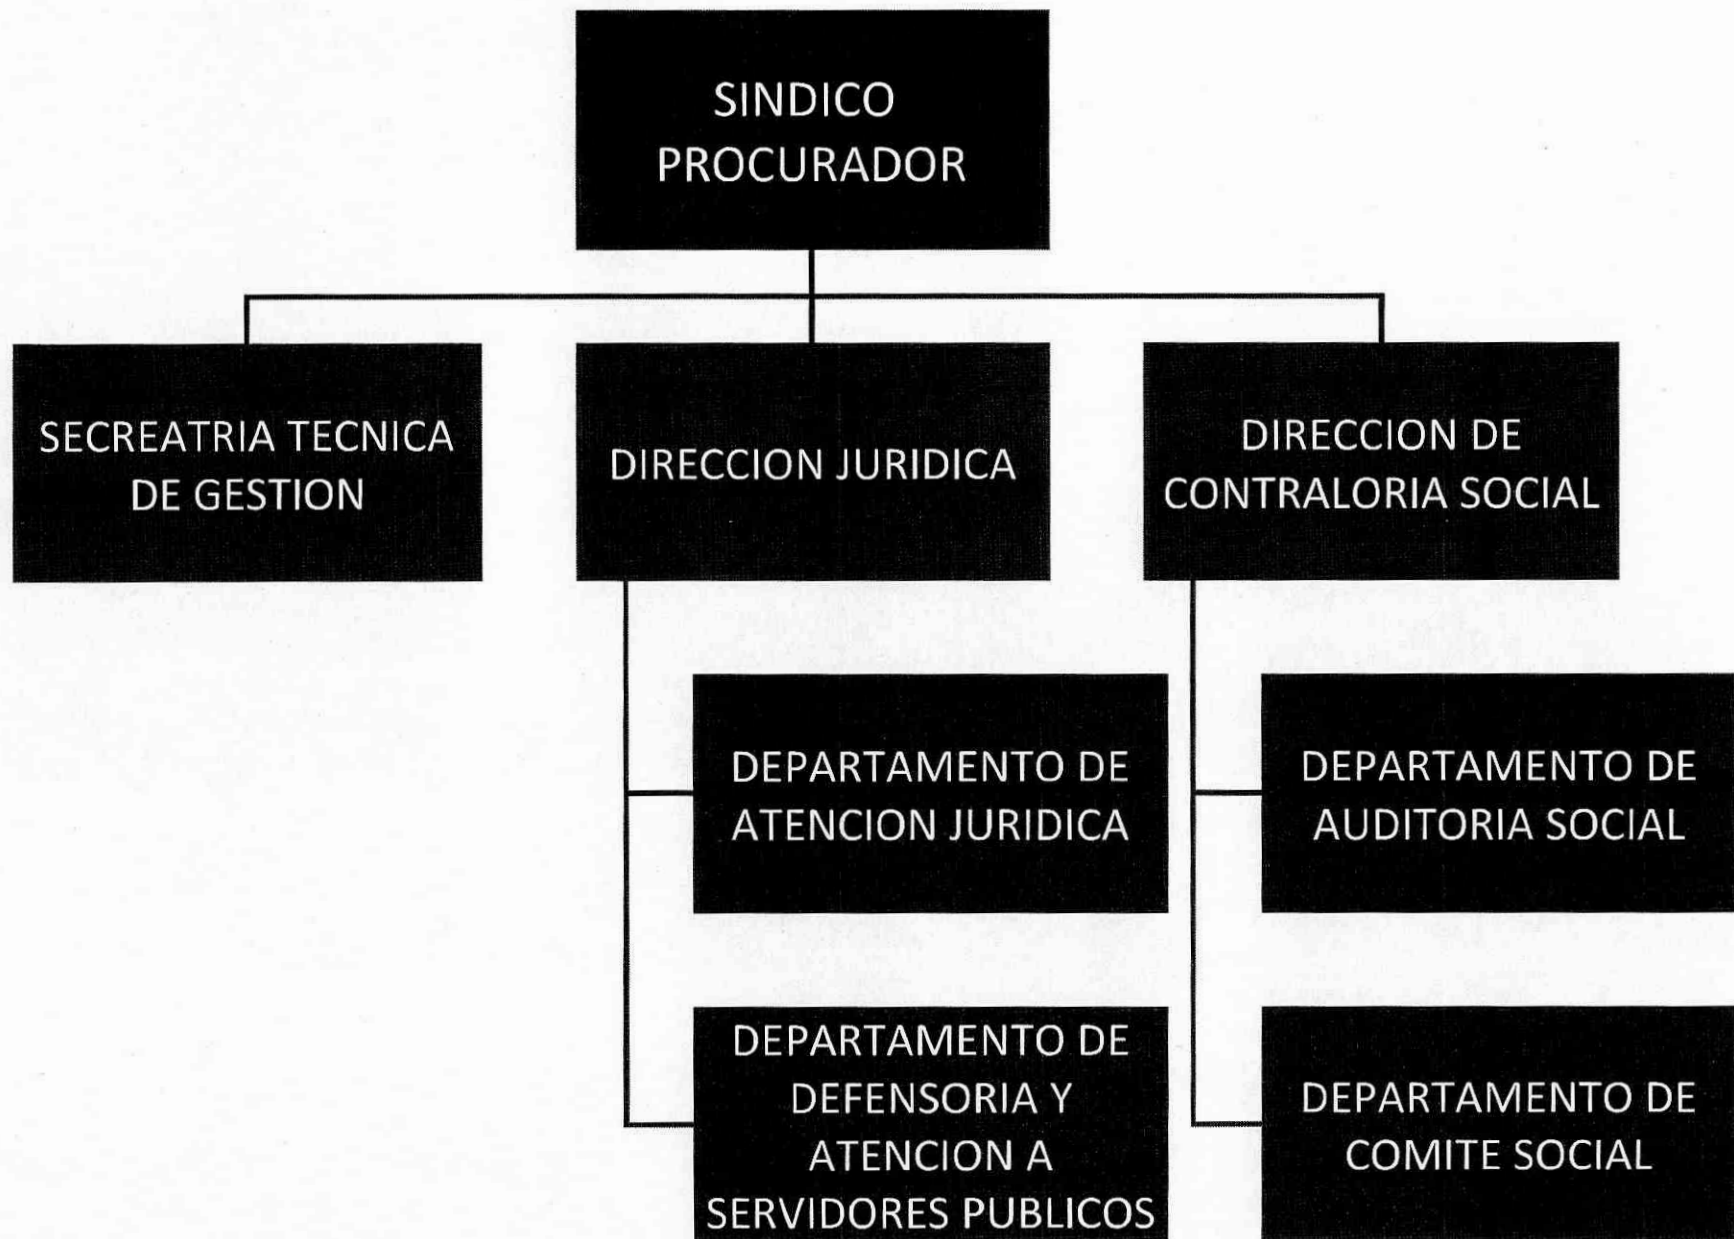 SINDICO
PROCURADOR
SECREATRIA TECNICA
DE GESTION
DIRECCION JURIDICA
DIRECCION DE
CONTRALORIA SOCIAL
DEPARTAMENTO DE
ATENCION JURIDICA
DEPARTAMENTO DE
AUDITORIA SOCIAL
DEPARTAMENTO DE
DEFENSORIA Y
ATENCION A
SERVIDORES PUBLICOS
DEPARTAMENTO DE
COMITE SOCIAL